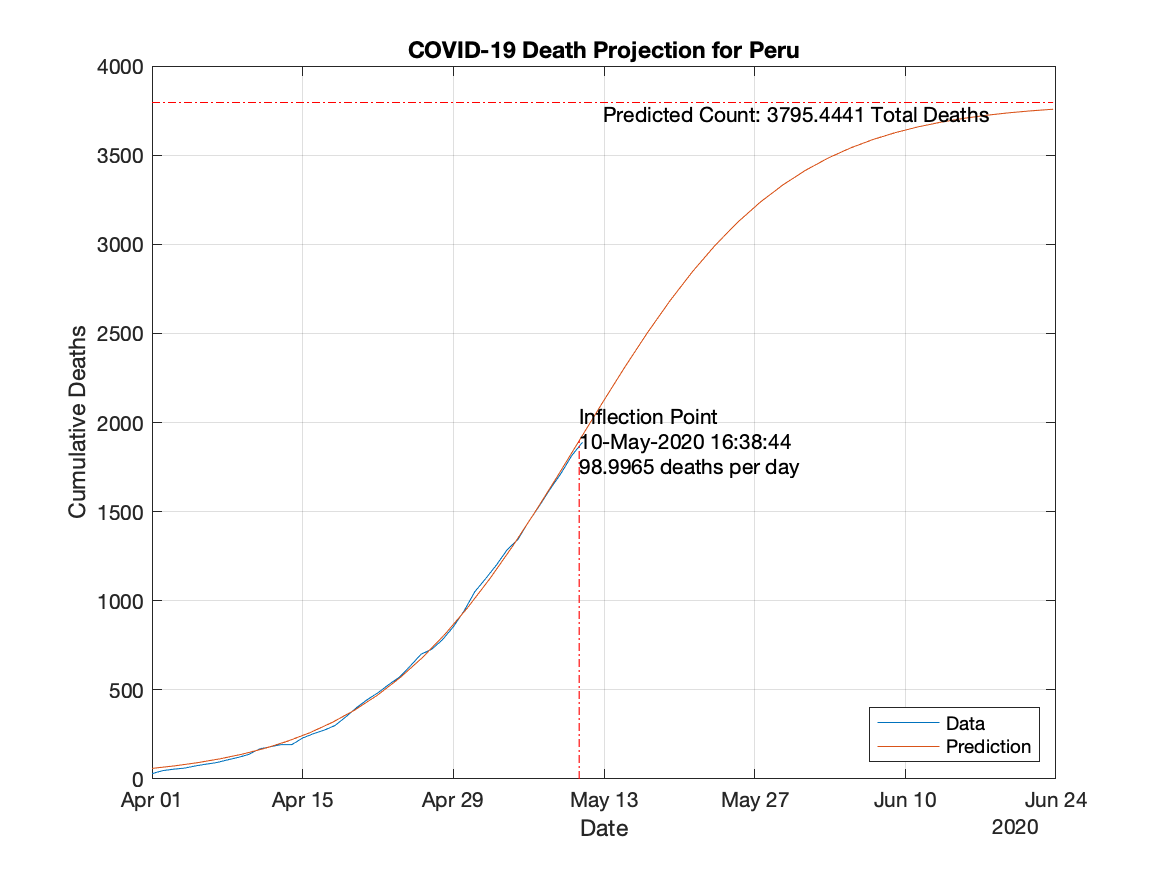 COVID-19 Death Projection for Peru
4000
3500
3000
2500
2000
1500
1000
500
0
Cumulative Deaths
Predicted Count: 3795.4441 Total Deaths
Inflection Point
10-May-2020 16:38:44
98.9965 deaths per day
Data
Prediction
Apr 01 Apr 15 Apr 29 May 13 May 27 Jun 10 Jun 24
Date
2020